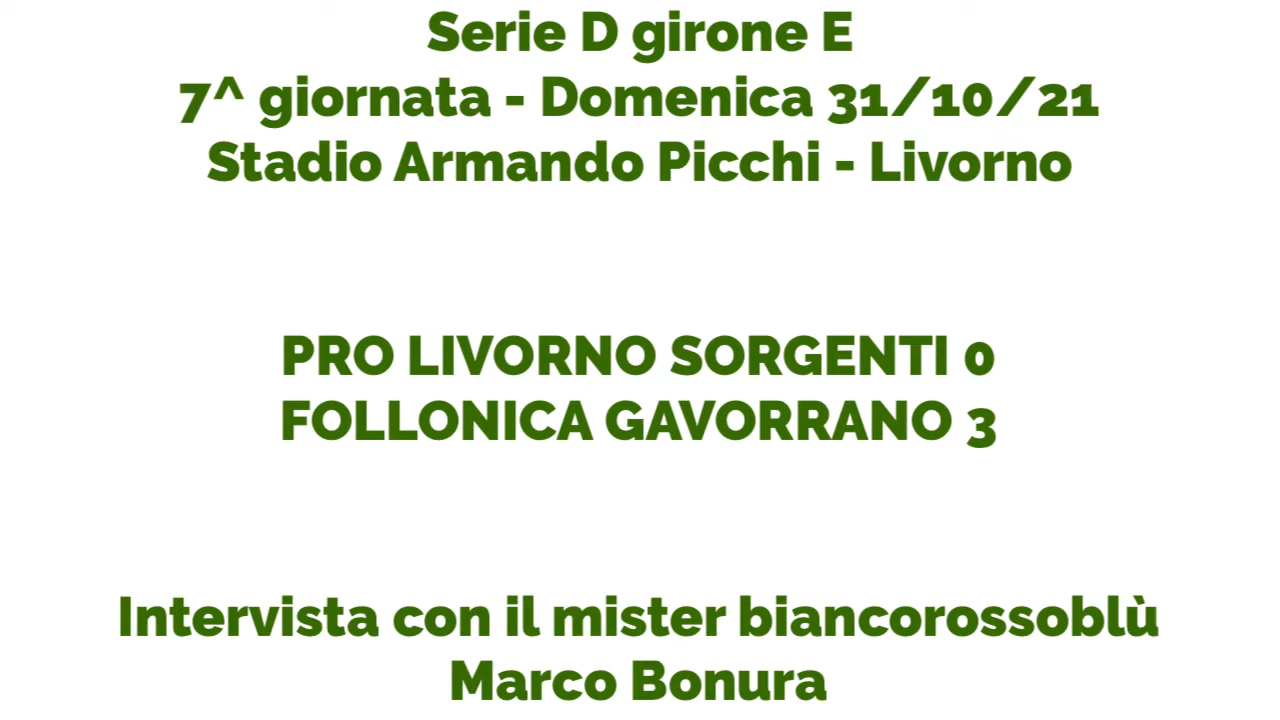 Serie D girone E
7^ giornata - Domenica 31/10/21
Stadio Armando Picchi - Livorno
PRO LIVORNO SORGENTI 0
FOLLONICA GAVORRANO 3
Intervista con il mister biancorossoblù
Marco Bonura